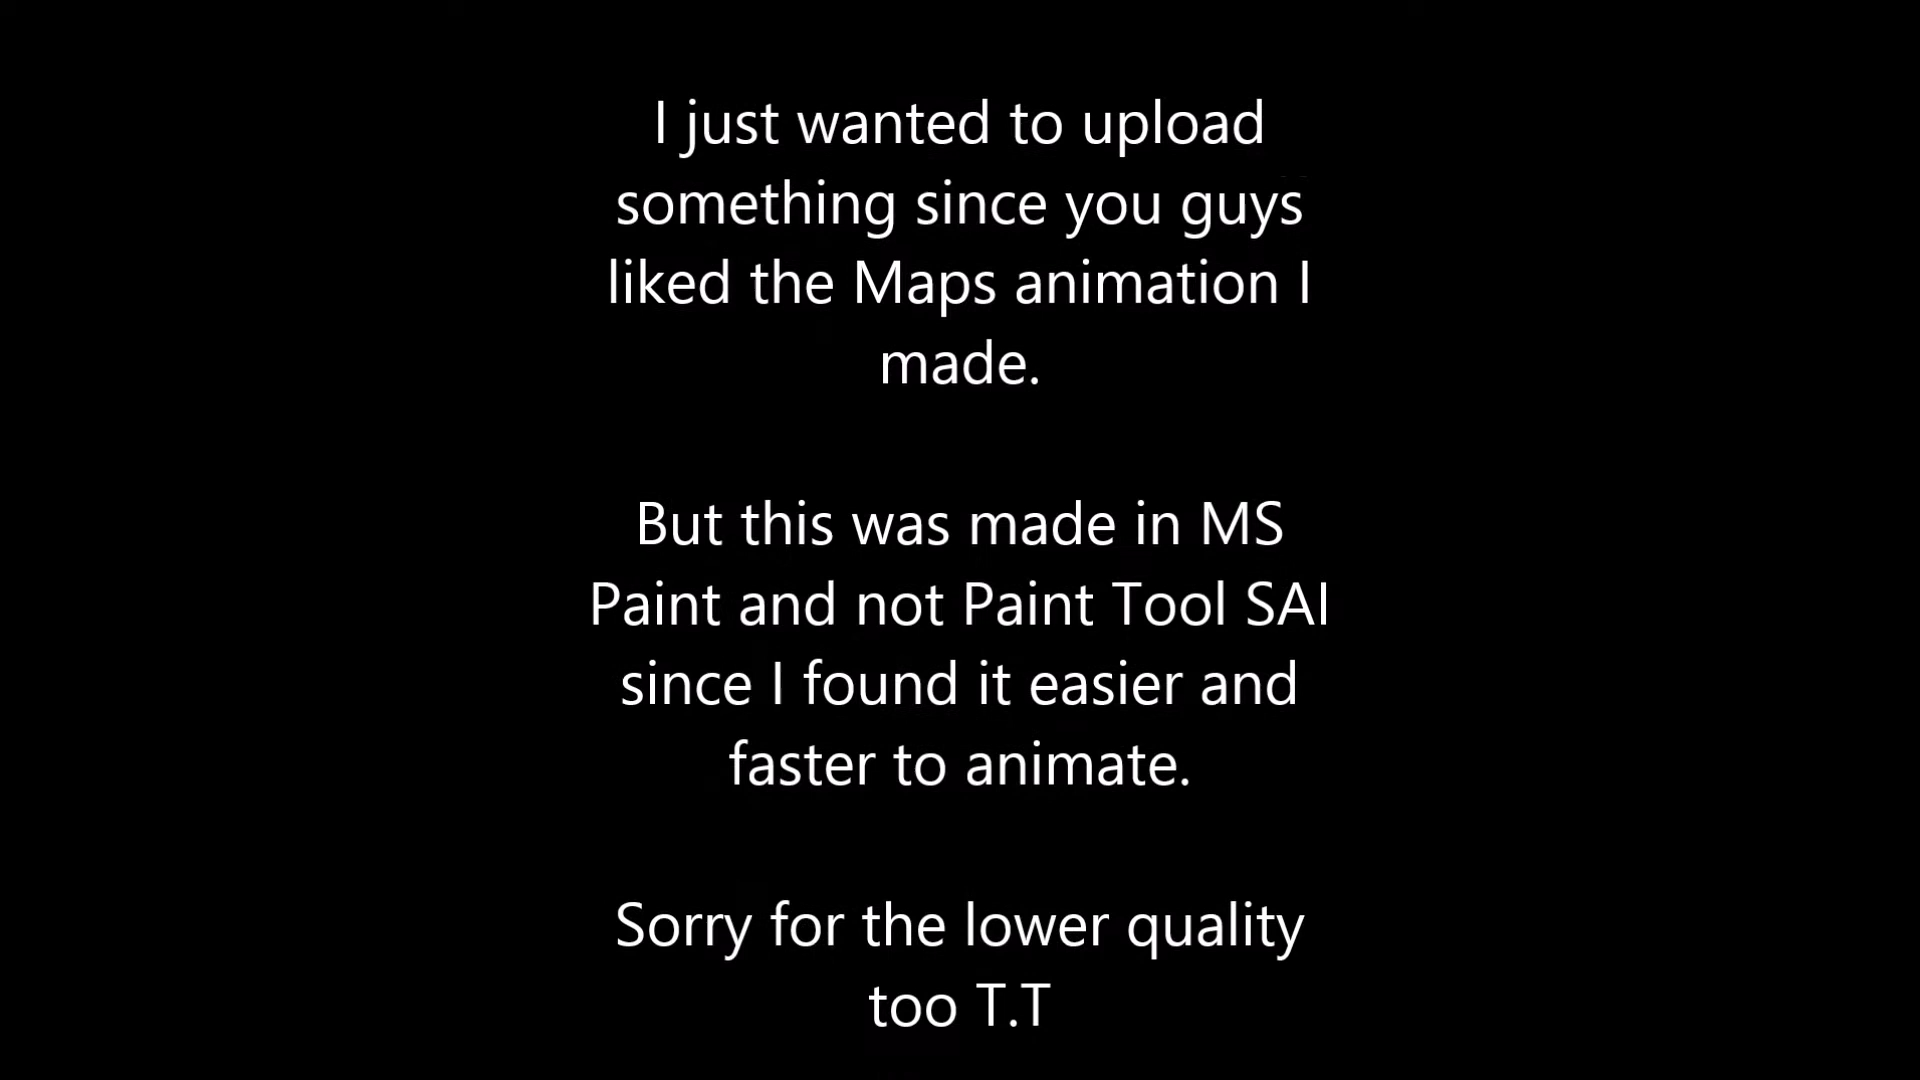 I just wanted to upload
something since you guys
liked the Maps animation I
made.
But this was made in MS
Paint and not Paint Tool SAI
since I found it easier and
faster to animate.
Sorry for the lower quality
too T.T